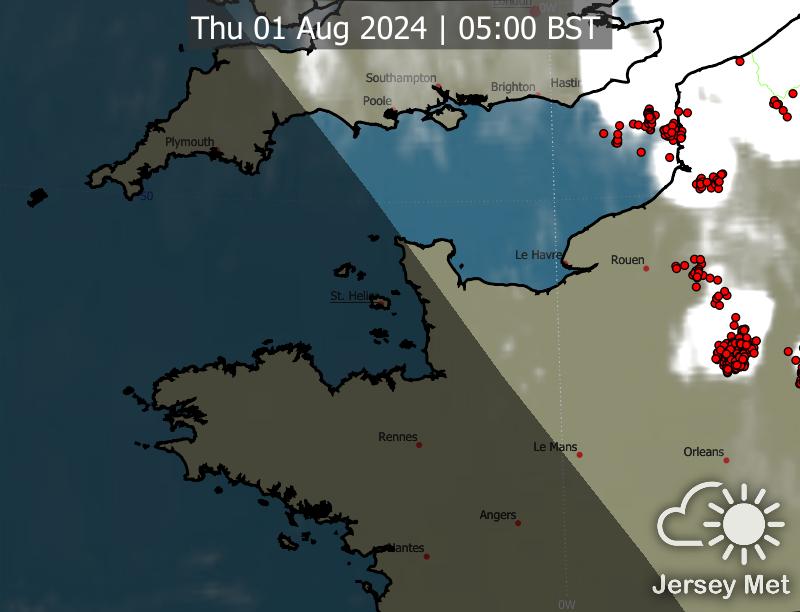 London
0W
Thu 01 Aug 2024 | 05:00 BST
Southampton
Brighton
Hastin
Poole
Plymouth
50
Le Havre
Rouen
St. Helier
Rennes
Le Mans
Orleans
Angers
Nantes
Jersey Met
0W